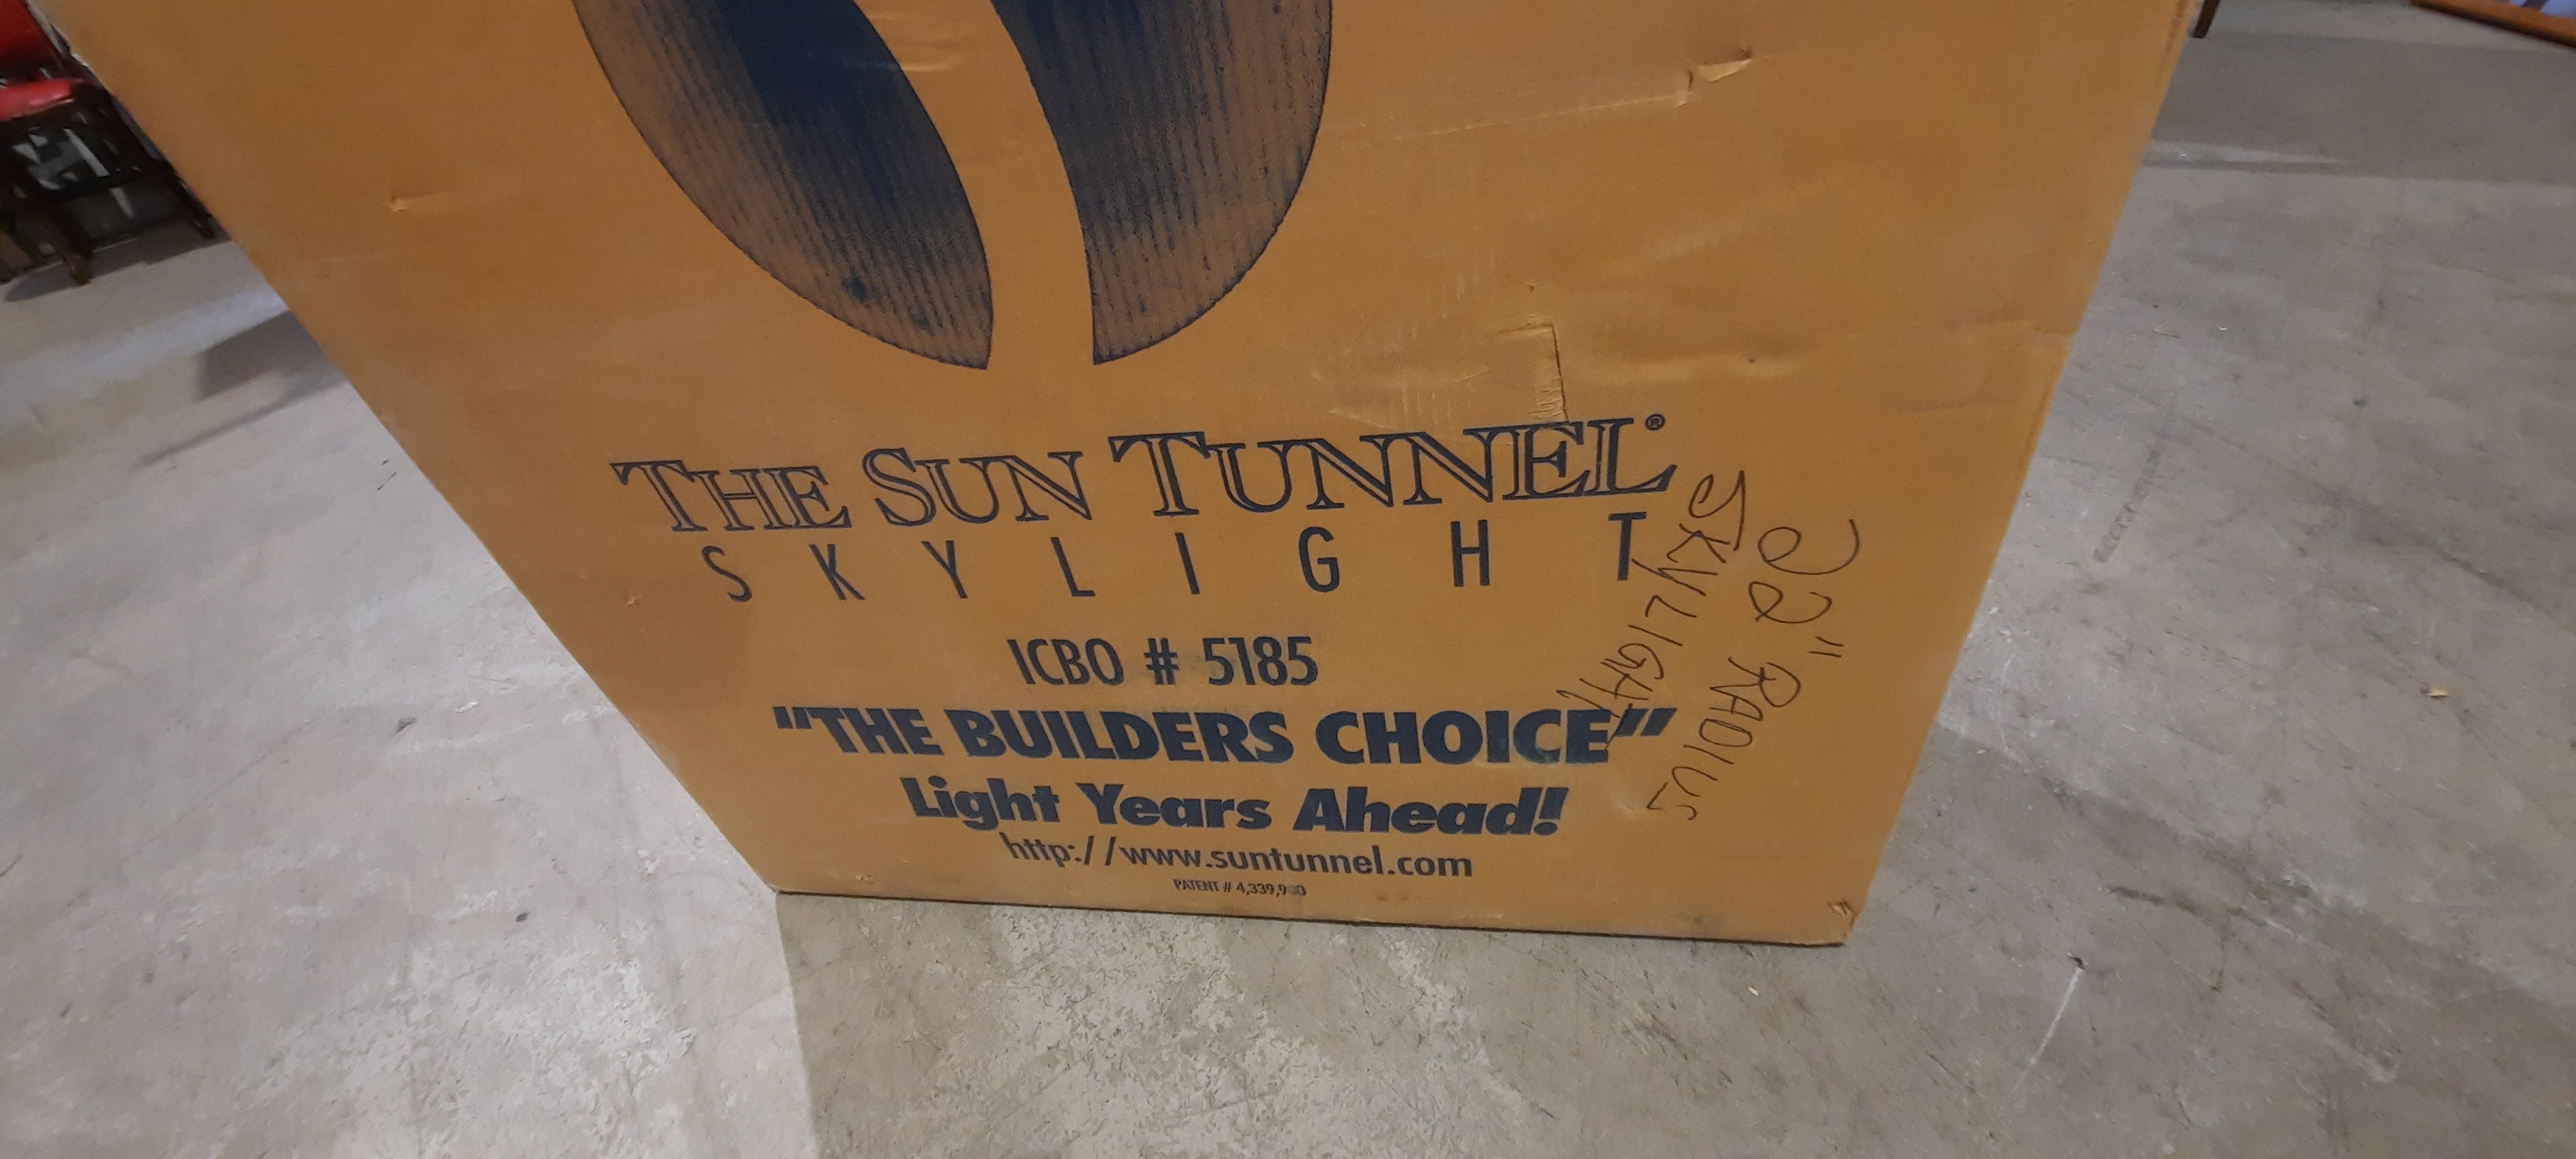 THE SUN TUNNEL®
SKYLIGHT
ICBO # 5185
"THE BUILDERS CHOICE"
Light Years Ahead!
http://www.suntunnel.com
PATENT #
22" RADIUS
SKYLIGHT